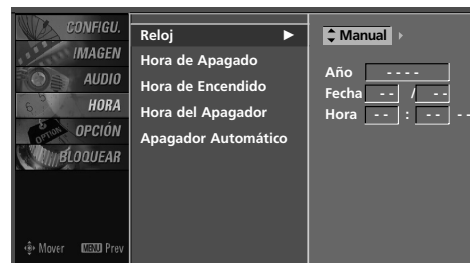 CONFIGU.
IMAGEN
AUDIO
HORA
OPCIÓN
BLOQUEAR
Mover MENU Prev
Reloj
Hora de Apagado
Hora de Encendido
Hora del Apagador
Apagador Automático
Manual
Año - - - -
Fecha - - / - -
Hora - - : - - - -